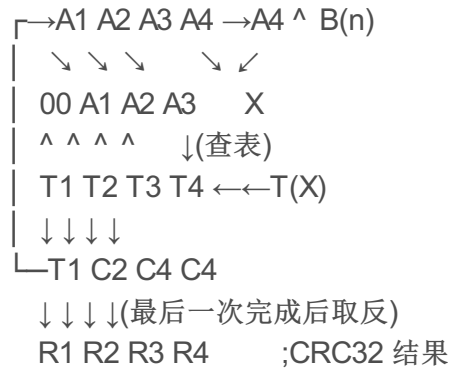 ┌→A1 A2 A3 A4 →A4 ^ B(n)
│ ↘ ↘ ↘ ↘ ↙
│ 00 A1 A2 A3 X
│ ^ ^ ^ ^ ↓(查表)
│ T1 T2 T3 T4 ←←T(X)
│ ↓↓↓↓
└─T1 C2 C4 C4
↓↓↓↓(最后一次完成后取反)
R1 R2 R3 R4 ;CRC32 结果